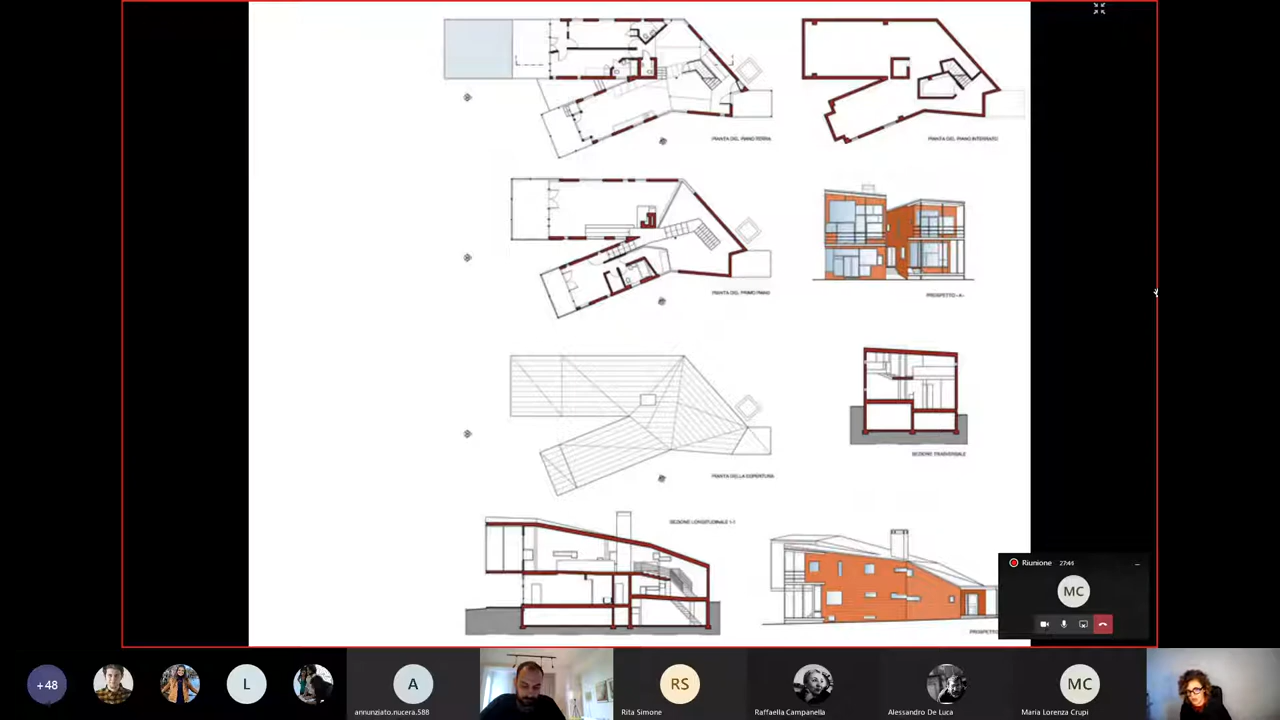 PIANTA DEL PIANO TERRA
PIANTA DEL PIANO INTERRATO
PIANTA DEL PRIMO PIANO
PROSPETTO -A-
PIANTA DELLA COPERTURA
SEZIONE TRASVERSALE
SEZIONE LONGITUDINALE 1-1
PROSPETTO
Riunione 27:44
MC
+48
L
A
annunziato.nucera.588
RS
Rita Simone
Raffaella Campanella
Alessandro De Luca
MC
Maria Lorenza Crupi